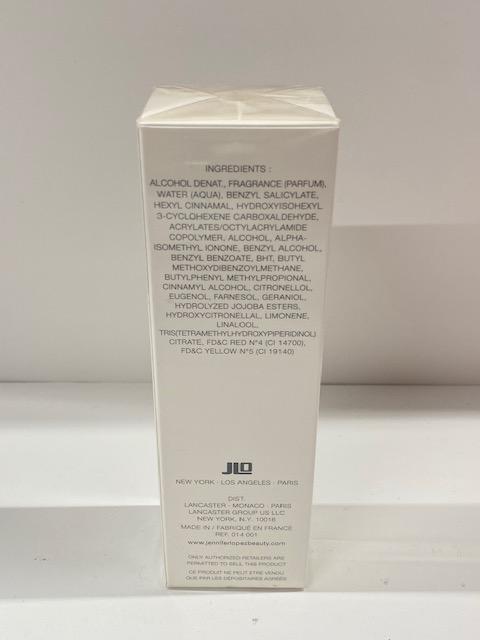 INGREDIENTS :
ALCOHOL DENAT., FRAGRANCE (PARFUM),
WATER (AQUA), BENZYL SALICYLATE,
HEXYL CINNAMAL, HYDROXYISOHEXYL
3-CYCLOHEXENE CARBOXALDEHYDE,
ACRYLATES/OCTYLACRYLAMIDE
COPOLYMER, ALCOHOL, ALPHA-
ISOMETHYL IONONE, BENZYL ALCOHOL,
BENZYL BENZOATE, BHT, BUTYL
METHOXYDIBENZOYLMETHANE,
BUTYLPHENYL METHYLPROPIONAL,
CINNAMYL ALCOHOL, CITRONELLOL,
EUGENOL, FARNESOL, GERANIOL,
HYDROLYZED JOJOBA ESTERS,
HYDROXYCITRONELLAL, LIMONENE,
LINALOOL,
TRIS(TETRAMETHYLHYDROXYPIPERIDINOL)
CITRATE, FD&C RED N°4 (CI 14700),
FD&C YELLOW N°5 (CI 19140)
JLO
NEW YORK · LOS ANGELES · PARIS
DIST.
LANCASTER - MONACO - PARIS
LANCASTER GROUP US LLC
NEW YORK, N.Y. 10016
MADE IN / FABRIQUÉ EN FRANCE
REF. 014 001
www.jenniferlopezbeauty.com
ONLY AUTHORIZED RETAILERS ARE
PERMITTED TO SELL THIS PRODUCT
CE PRODUIT NE PEUT ETRE VENDU
QUE PAR LES DÉPOSITAIRES AGRÉÉS